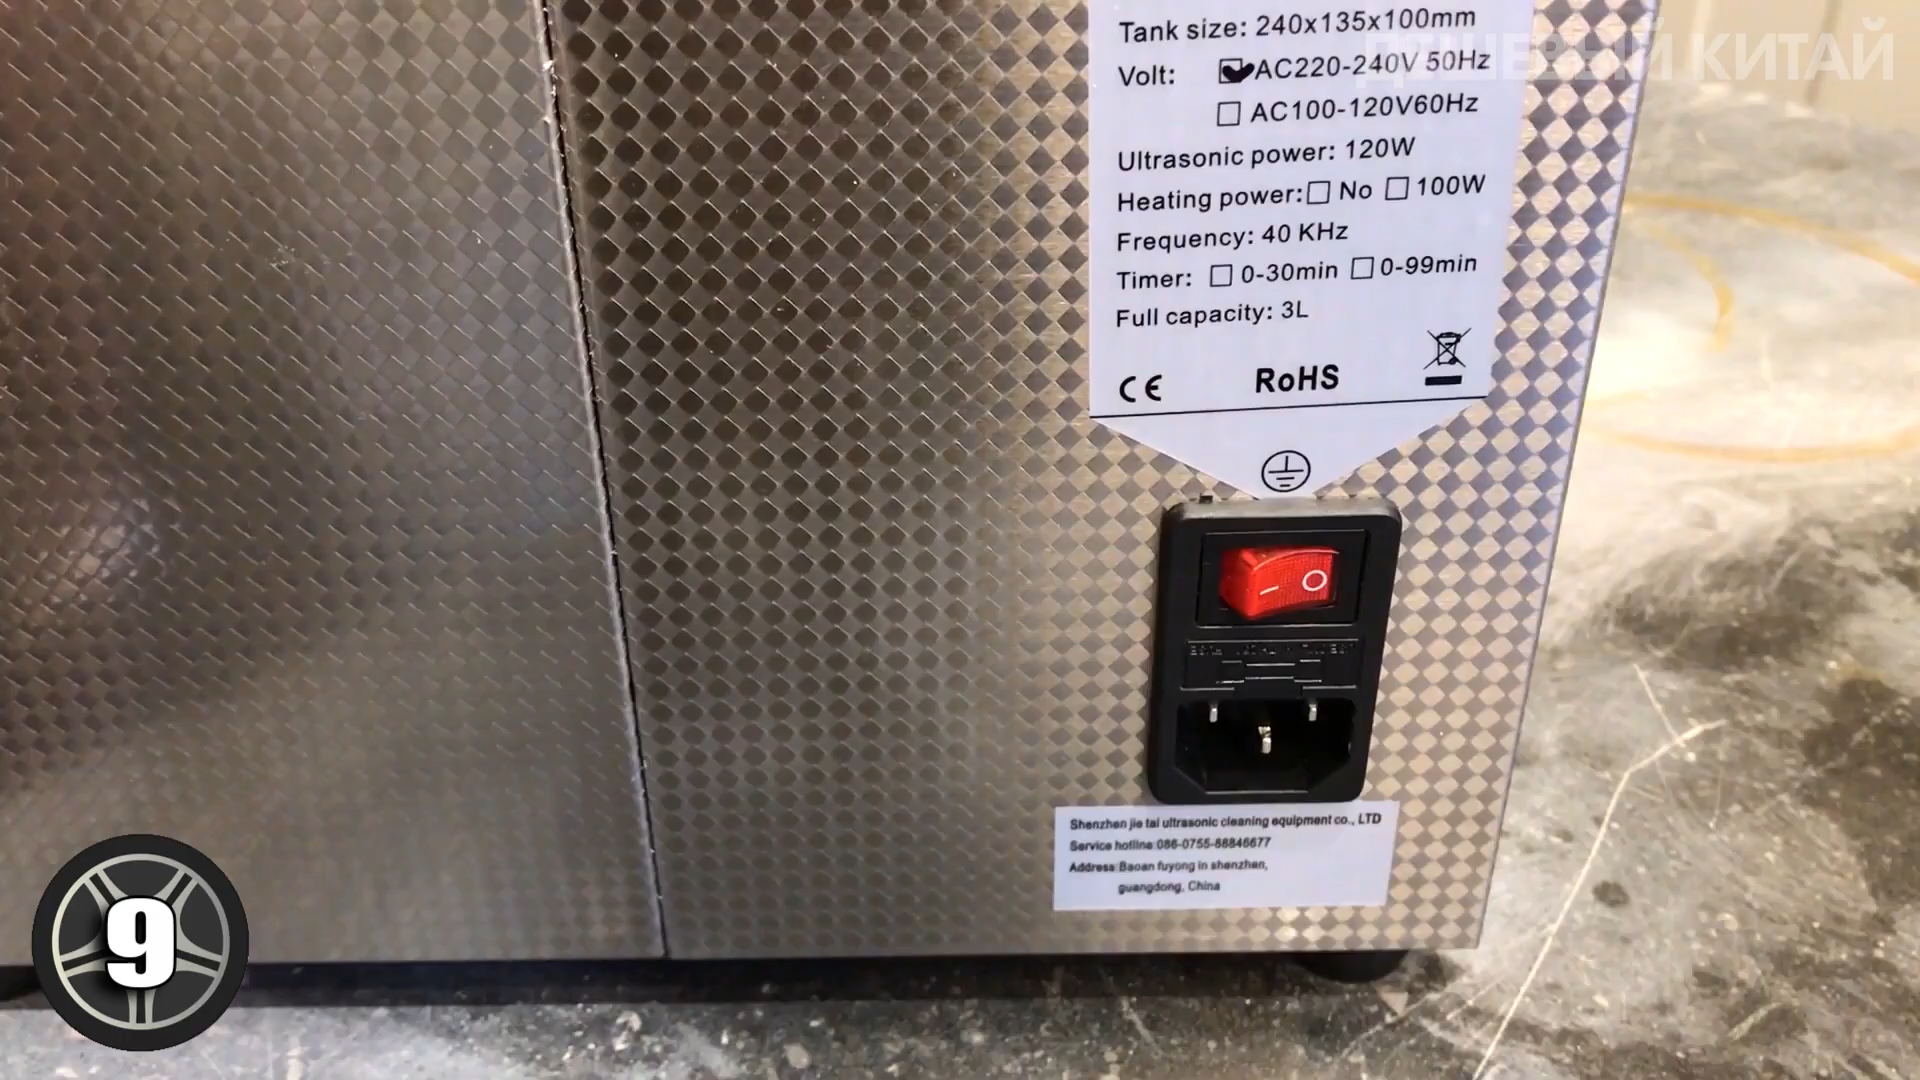 ДЕШЕВЫЙ КИТАЙ
Tank size: 240x135x100mm
Volt: AC220-240V 50Hz
AC100-120V60Hz
Ultrasonic power: 120W
Heating power: No 100W
Frequency: 40 KHz
Timer: 0-30min 0-99min
Full capacity: 3L
CE RoHS
Shenzhen jie tai ultrasonic cleaning equipment co., LTD
Service hotline:086-0755-88846677
Address:Baoan fuyong in shenzhen,
guangdong, China
9